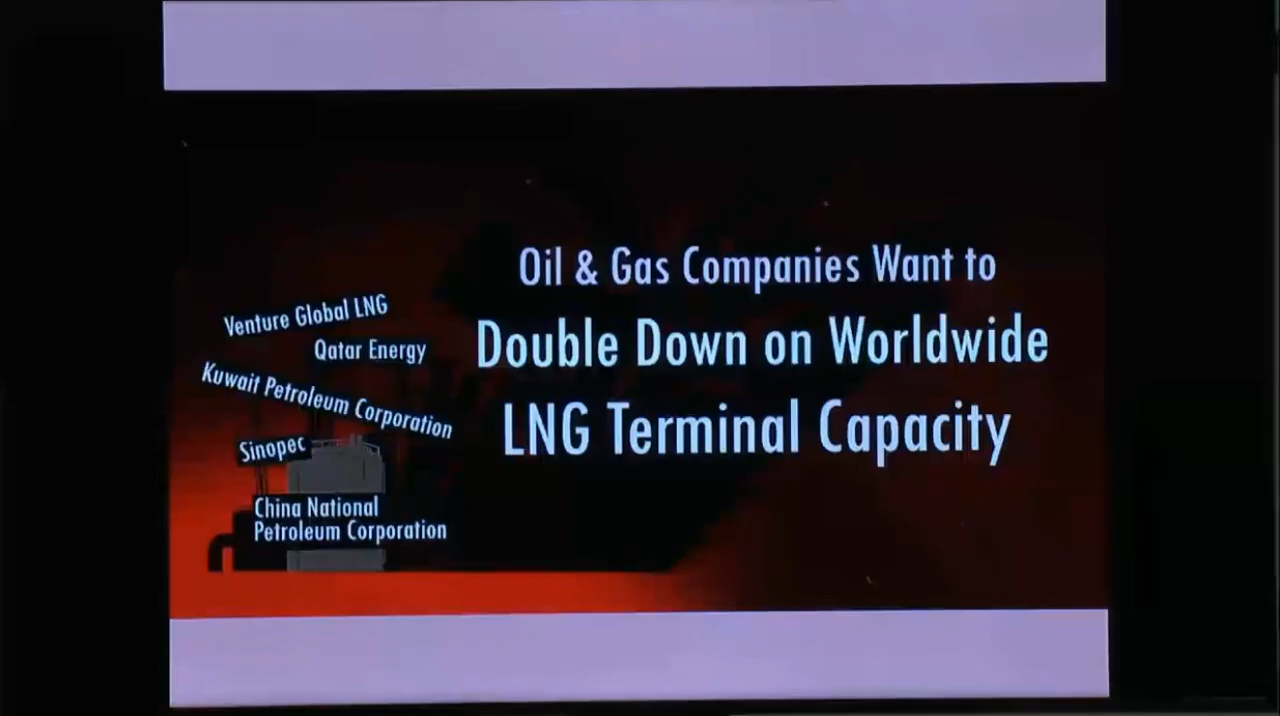 Oil & Gas Companies Want to
Double Down on Worldwide
LNG Terminal Capacity
Venture Global LNG
Qatar Energy
Kuwait Petroleum Corporation
Sinopec
China National
Petroleum Corporation